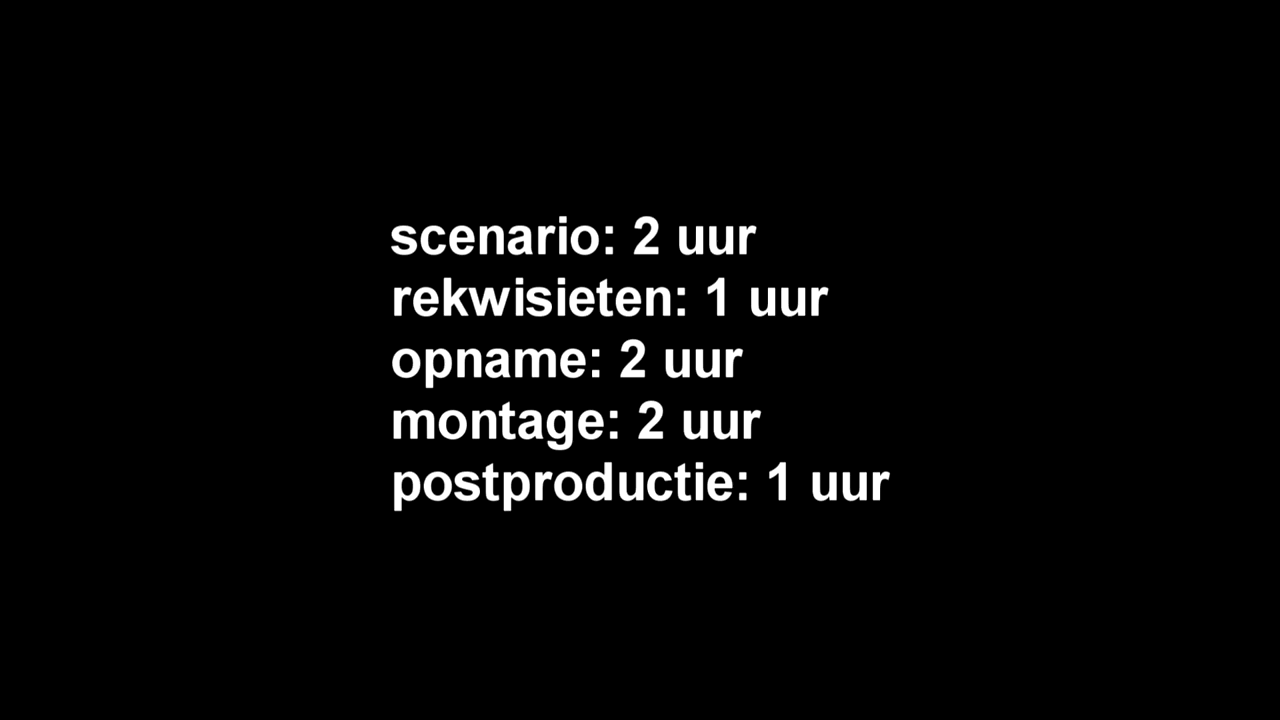 scenario: 2 uur
rekwisieten: 1 uur
opname: 2 uur
montage: 2 uur
postproductie: 1 uur